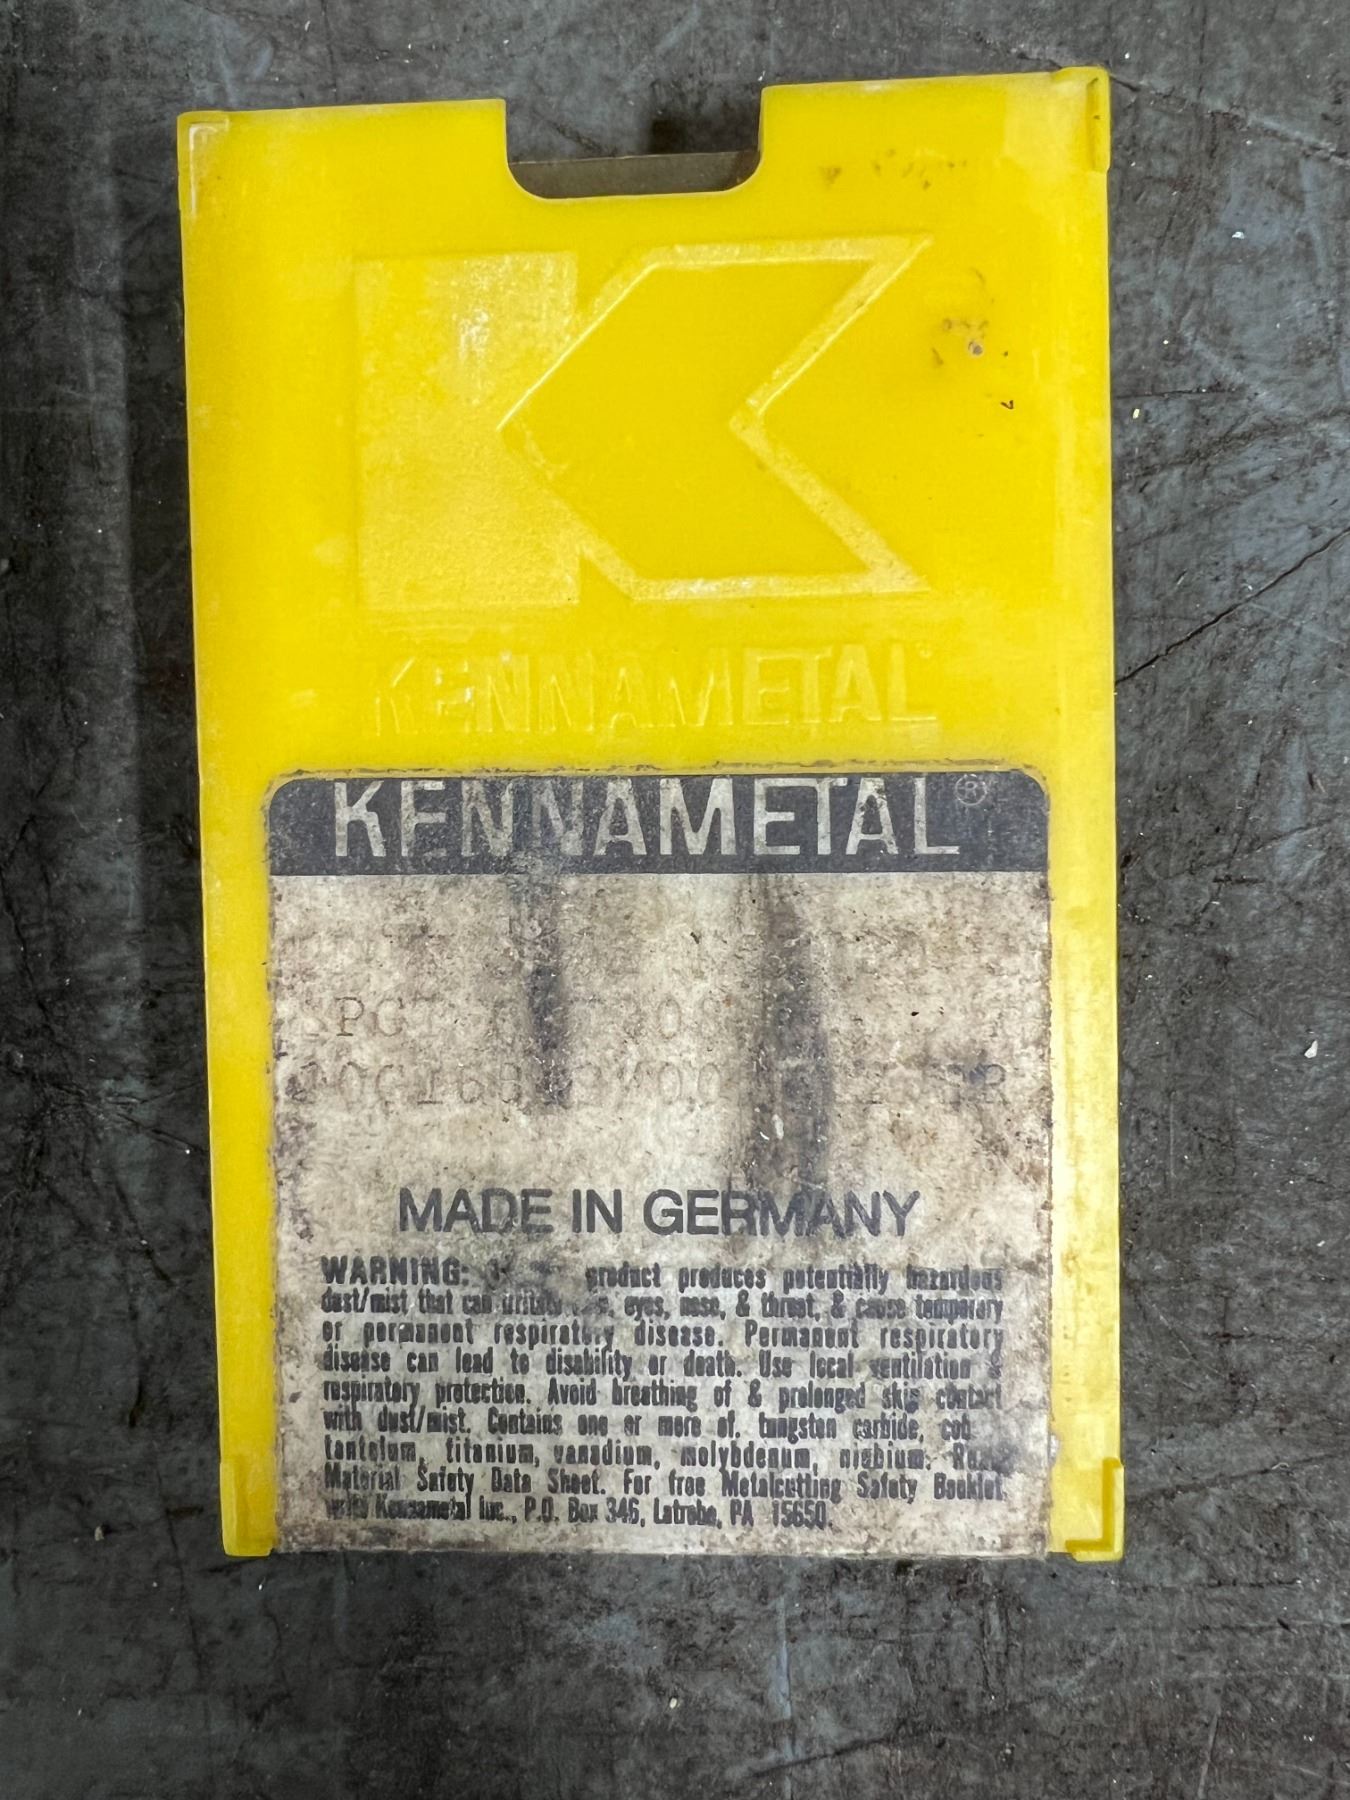 KENNAMETAL
KENNAMETAL®
MADE IN GERMANY
WARNING: product produces potentially hazardous
dust/mist that can irritate eyes, nose, & throat, & cause temporary
or permanent respiratory disease. Permanent respiratory
disease can lead to disability or death. Use local ventilation &
respiratory protection. Avoid breathing of & prolonged skin contact
with dust/mist. Contains one or more of, tungsten carbide,
tantalum, titanium, vanadium, molybdenum, niobium.
Material Safety Data Sheet. For free Metalcutting Safety Booklet,
write Kennametal Inc., P.O. Box 346, Latrobe, PA 15650.